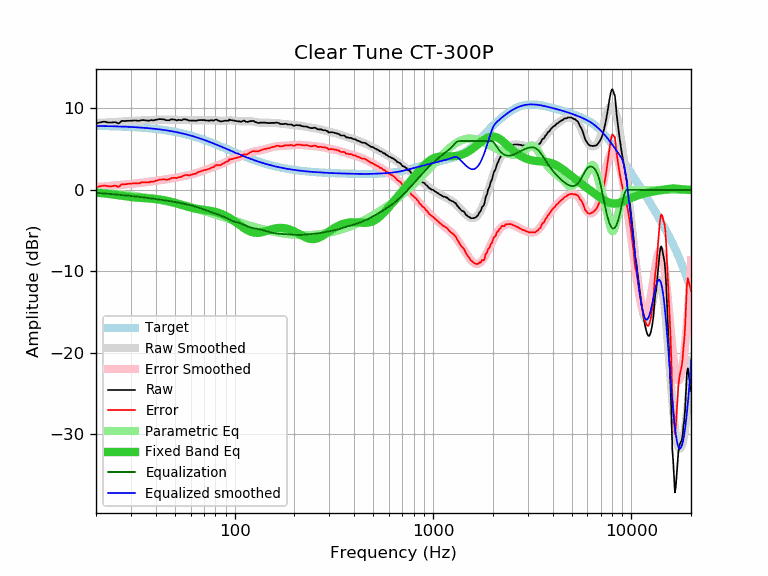 Clear Tune CT-300P
Amplitude (dBr)
10
0
−10
−20
−30
Target
Raw Smoothed
Error Smoothed
Raw
Error
Parametric Eq
Fixed Band Eq
Equalization
Equalized smoothed
100
1000
10000
Frequency (Hz)